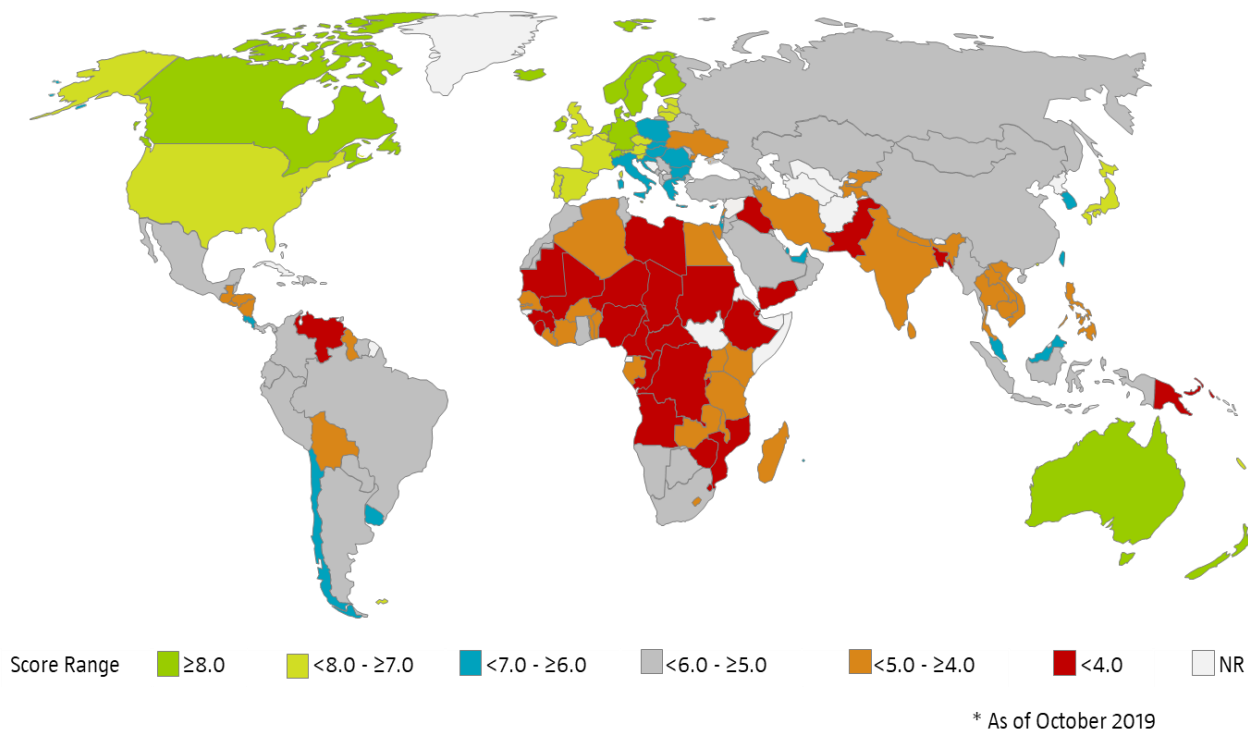 Score Range ≥8.0 <8.0 - ≥7.0 <7.0 - ≥6.0 <6.0 - ≥5.0 <5.0 - ≥4.0 <4.0 NR
* As of October 2019